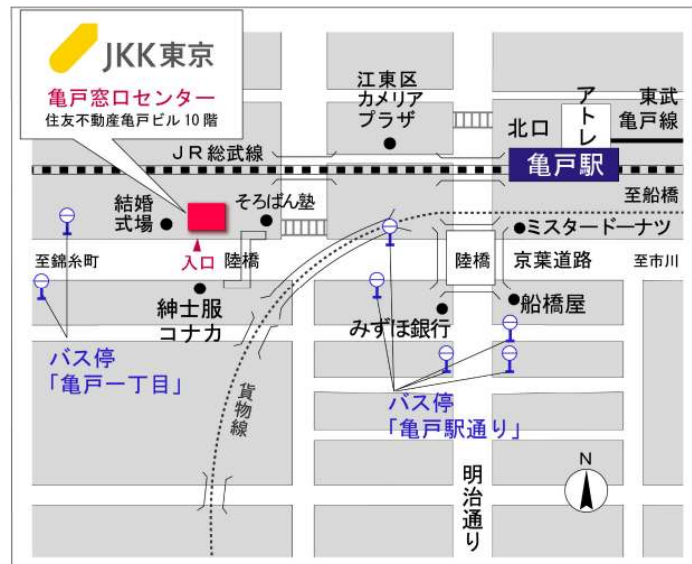 JKK東京
亀戸窓口センター
住友不動産亀戸ビル10階
江東区
カメリア
プラザ
アトレ
東武
亀戸線
北口
JR総武線
亀戸駅
至船橋
結婚
式場
そろばん塾
ミスタードーナツ
至錦糸町
入口
陸橋
陸橋
京葉道路
至市川
紳士服
コナカ
みずほ銀行
船橋屋
バス停
「亀戸一丁目」
貨物線
バス停
「亀戸駅通り」
明治通り
N